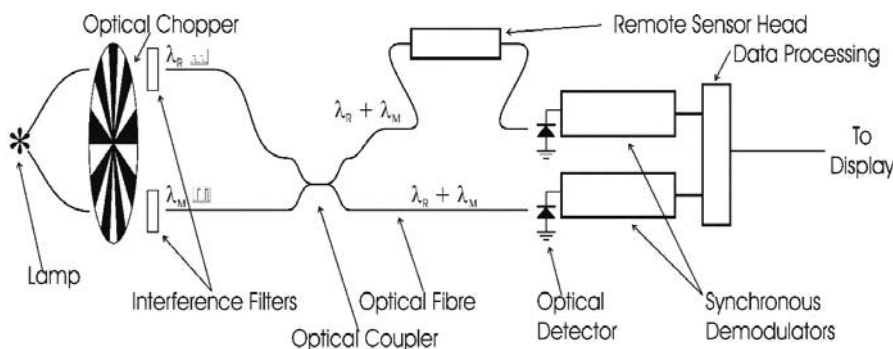 Optical Chopper
Remote Sensor Head
Data Processing
λR
λR + λM
To
Display
λM
λR + λM
Lamp
Interference Filters
Optical Fibre
Optical
Detector
Synchronous
Demodulators
Optical Coupler